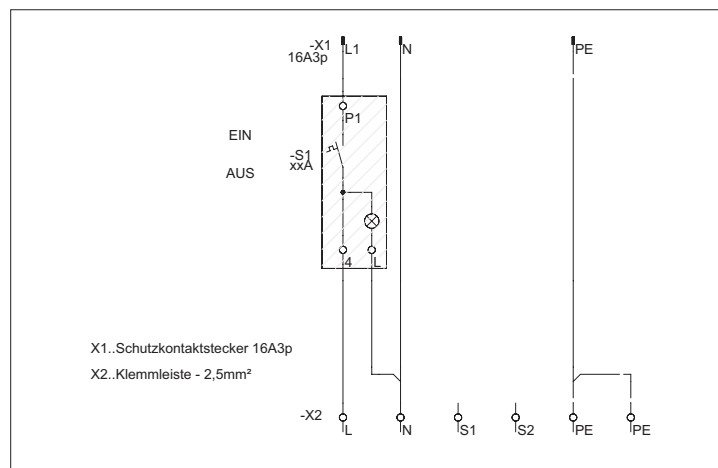 -X1 L1 N PE
16A3p
P1
EIN
-S1
xxA
AUS
4 L
X1..Schutzkontaktstecker 16A3p
X2..Klemmleiste - 2,5mm²
-X2
L N S1 S2 PE PE